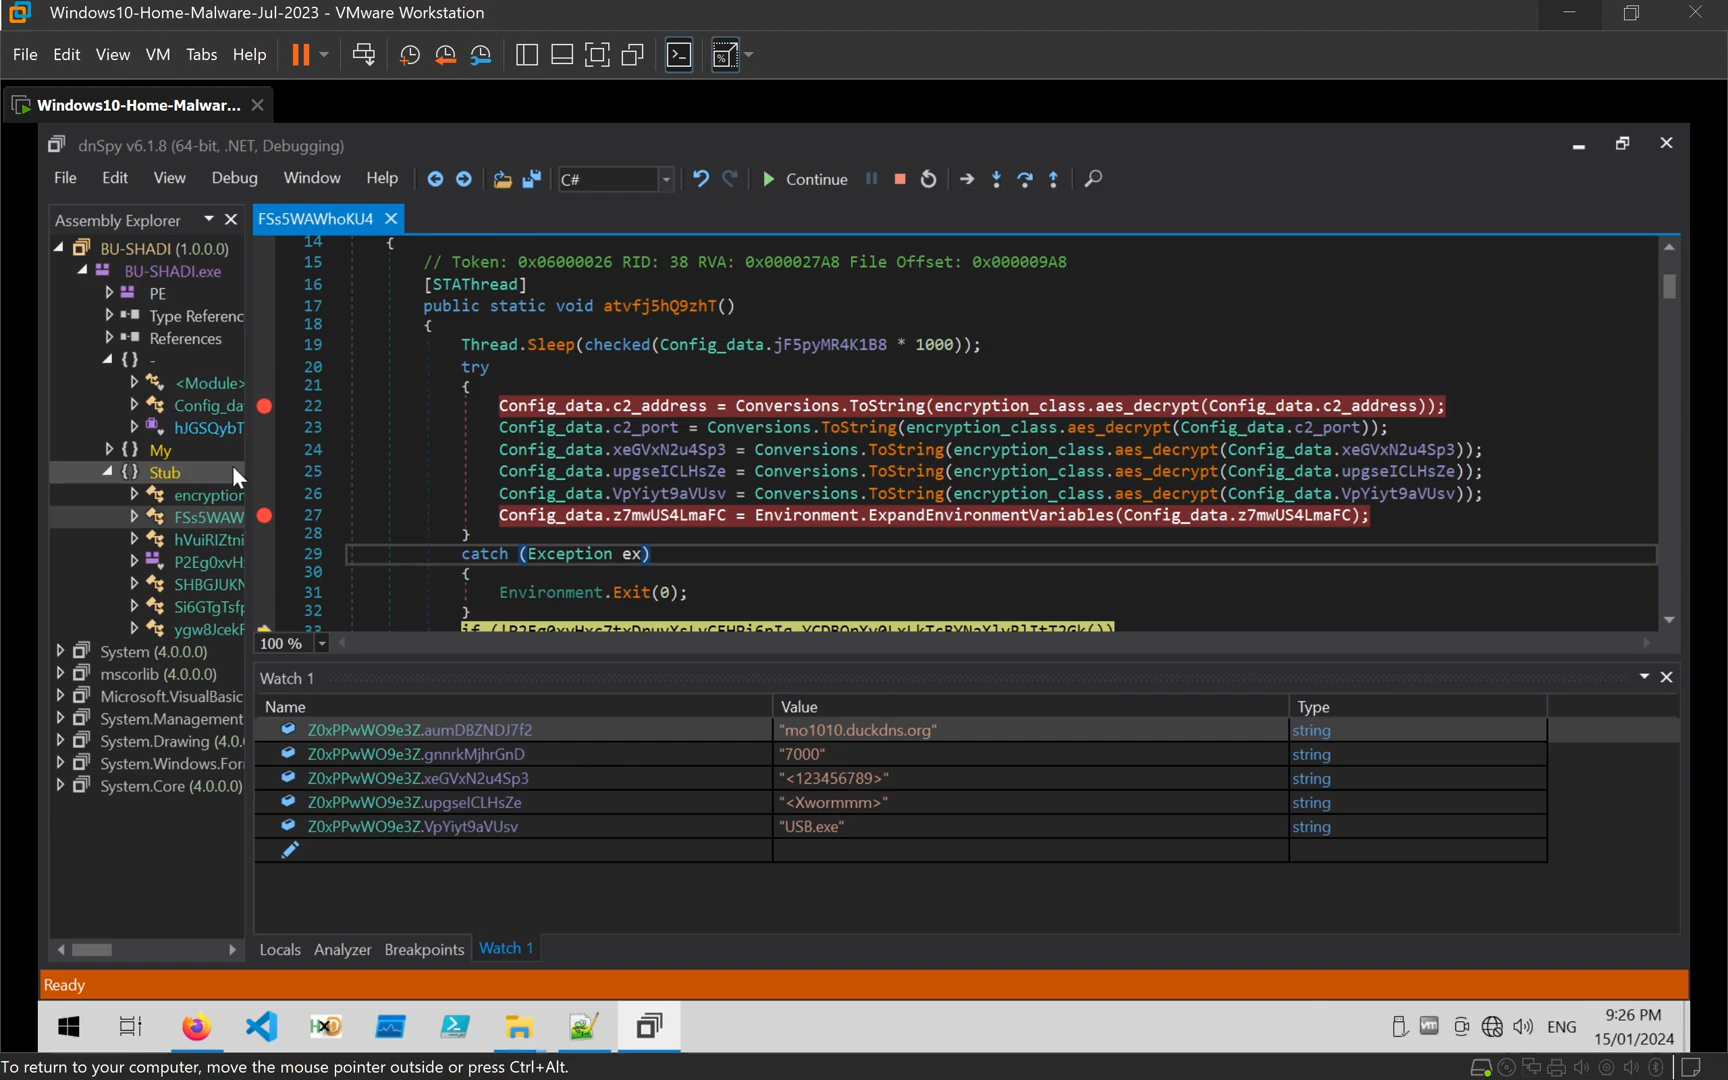 Windows10-Home-Malware-Jul-2023 - VMware Workstation
File Edit View VM Tabs Help
Windows10-Home-Malwar...
dnSpy v6.1.8 (64-bit, .NET, Debugging)
File Edit View Debug Window Help C# Continue
Assembly Explorer
FSs5WAWhoKU4
BU-SHADI (1.0.0.0)
BU-SHADI.exe
PE
Type Referenc
References
{ } -
<Module>
Config_da
hJGSQybT
{ } My
{ } Stub
encryption
FSs5WAW
hVuiRIZtni
P2Eg0xvH
SHBGJUKN
Si6GTgTsfp
ygw8JcekF
System (4.0.0.0)
mscorlib (4.0.0.0)
Microsoft.VisualBasic
System.Management
System.Drawing (4.0.
System.Windows.For
System.Core (4.0.0.0)
14 {
15 // Token: 0x06000026 RID: 38 RVA: 0x000027A8 File Offset: 0x000009A8
16 [STAThread]
17 public static void atvfj5hQ9zhT()
18 {
19 Thread.Sleep(checked(Config_data.jF5pyMR4K1B8 * 1000));
20 try
21 {
22 Config_data.c2_address = Conversions.ToString(encryption_class.aes_decrypt(Config_data.c2_address));
23 Config_data.c2_port = Conversions.ToString(encryption_class.aes_decrypt(Config_data.c2_port));
24 Config_data.xeGVxN2u4Sp3 = Conversions.ToString(encryption_class.aes_decrypt(Config_data.xeGVxN2u4Sp3));
25 Config_data.upgseICLHsZe = Conversions.ToString(encryption_class.aes_decrypt(Config_data.upgseICLHsZe));
26 Config_data.VpYiyt9aVUsv = Conversions.ToString(encryption_class.aes_decrypt(Config_data.VpYiyt9aVUsv));
27 Config_data.z7mwUS4LmaFC = Environment.ExpandEnvironmentVariables(Config_data.z7mwUS4LmaFC);
28 }
29 catch (Exception ex)
30 {
31 Environment.Exit(0);
32 }
33
100 %
Watch 1
Name Value Type
Z0xPPwWO9e3Z.aumDBZNDJ7f2 "mo1010.duckdns.org" string
Z0xPPwWO9e3Z.gnnrkMjhrGnD "7000" string
Z0xPPwWO9e3Z.xeGVxN2u4Sp3 "<123456789>" string
Z0xPPwWO9e3Z.upgseICLHsZe "<Xwormmm>" string
Z0xPPwWO9e3Z.VpYiyt9aVUsv "USB.exe" string
Locals Analyzer Breakpoints Watch 1
Ready
HxD
vm
ENG
9:26 PM
15/01/2024
To return to your computer, move the mouse pointer outside or press Ctrl+Alt.